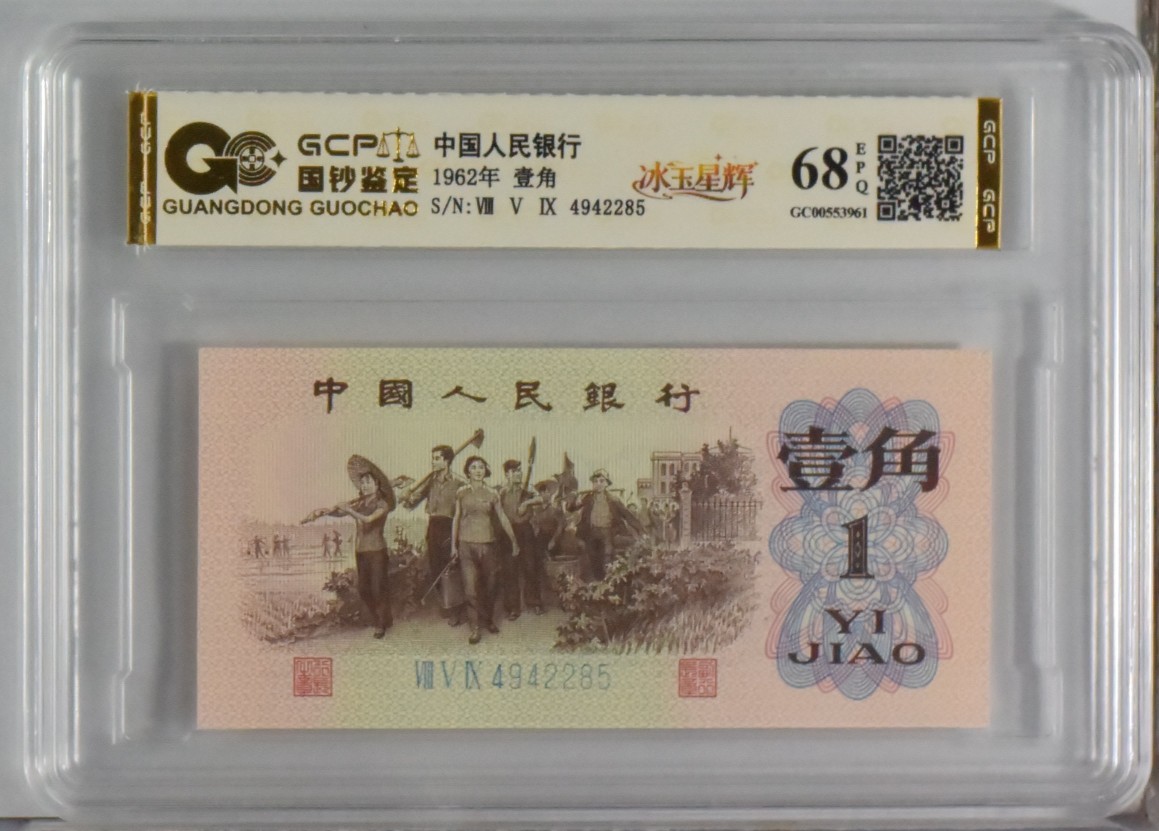 GCP
中国人民银行
国钞鉴定
1962年 壹角
GUANGDONG GUOCHAO
S/N:Ⅷ Ⅴ Ⅸ 4942285
冰玉星辉
68
EPQ
GC00553961
GCP GCP
中國人民銀行
壹角
1
YI
JIAO
Ⅷ Ⅴ Ⅸ 4942285